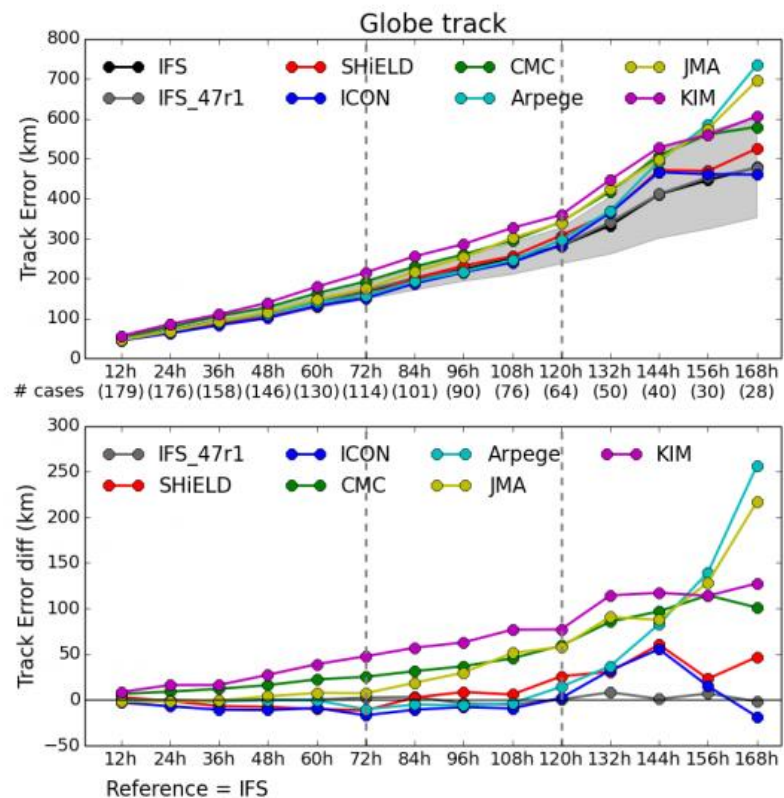 Globe track
800
700
600
500
400
300
200
100
0
Track Error (km)
IFS SHiELD CMC JMA
IFS_47r1 ICON Arpege KIM
12h 24h 36h 48h 60h 72h 84h 96h 108h 120h 132h 144h 156h 168h
# cases (179) (176) (158) (146) (130) (114) (101) (90) (76) (64) (50) (40) (30) (28)
300
250
200
150
100
50
0
−50
Track Error diff (km)
IFS_47r1 ICON Arpege KIM
SHiELD CMC JMA
12h 24h 36h 48h 60h 72h 84h 96h 108h 120h 132h 144h 156h 168h
Reference = IFS